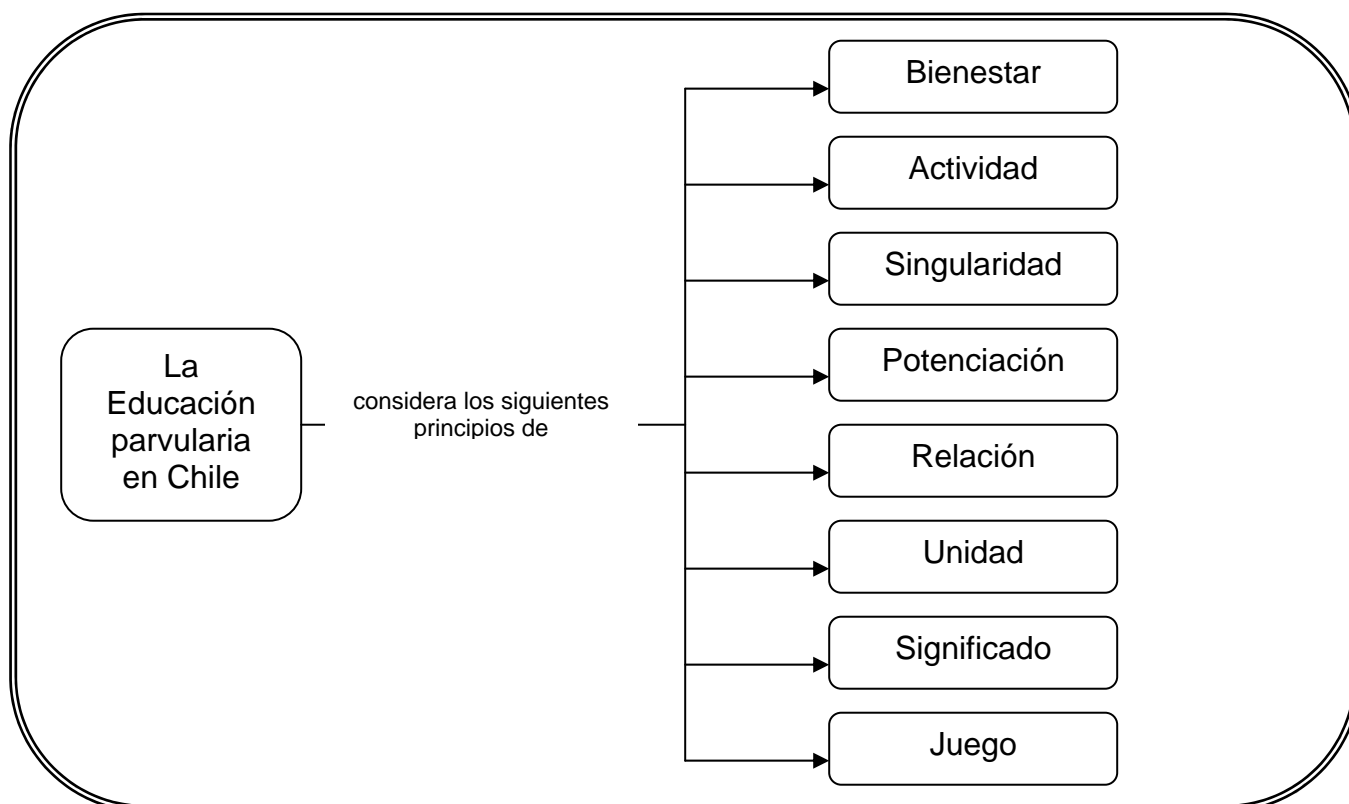 La
Educación
parvularia
en Chile
considera los siguientes
principios de
Bienestar
Actividad
Singularidad
Potenciación
Relación
Unidad
Significado
Juego